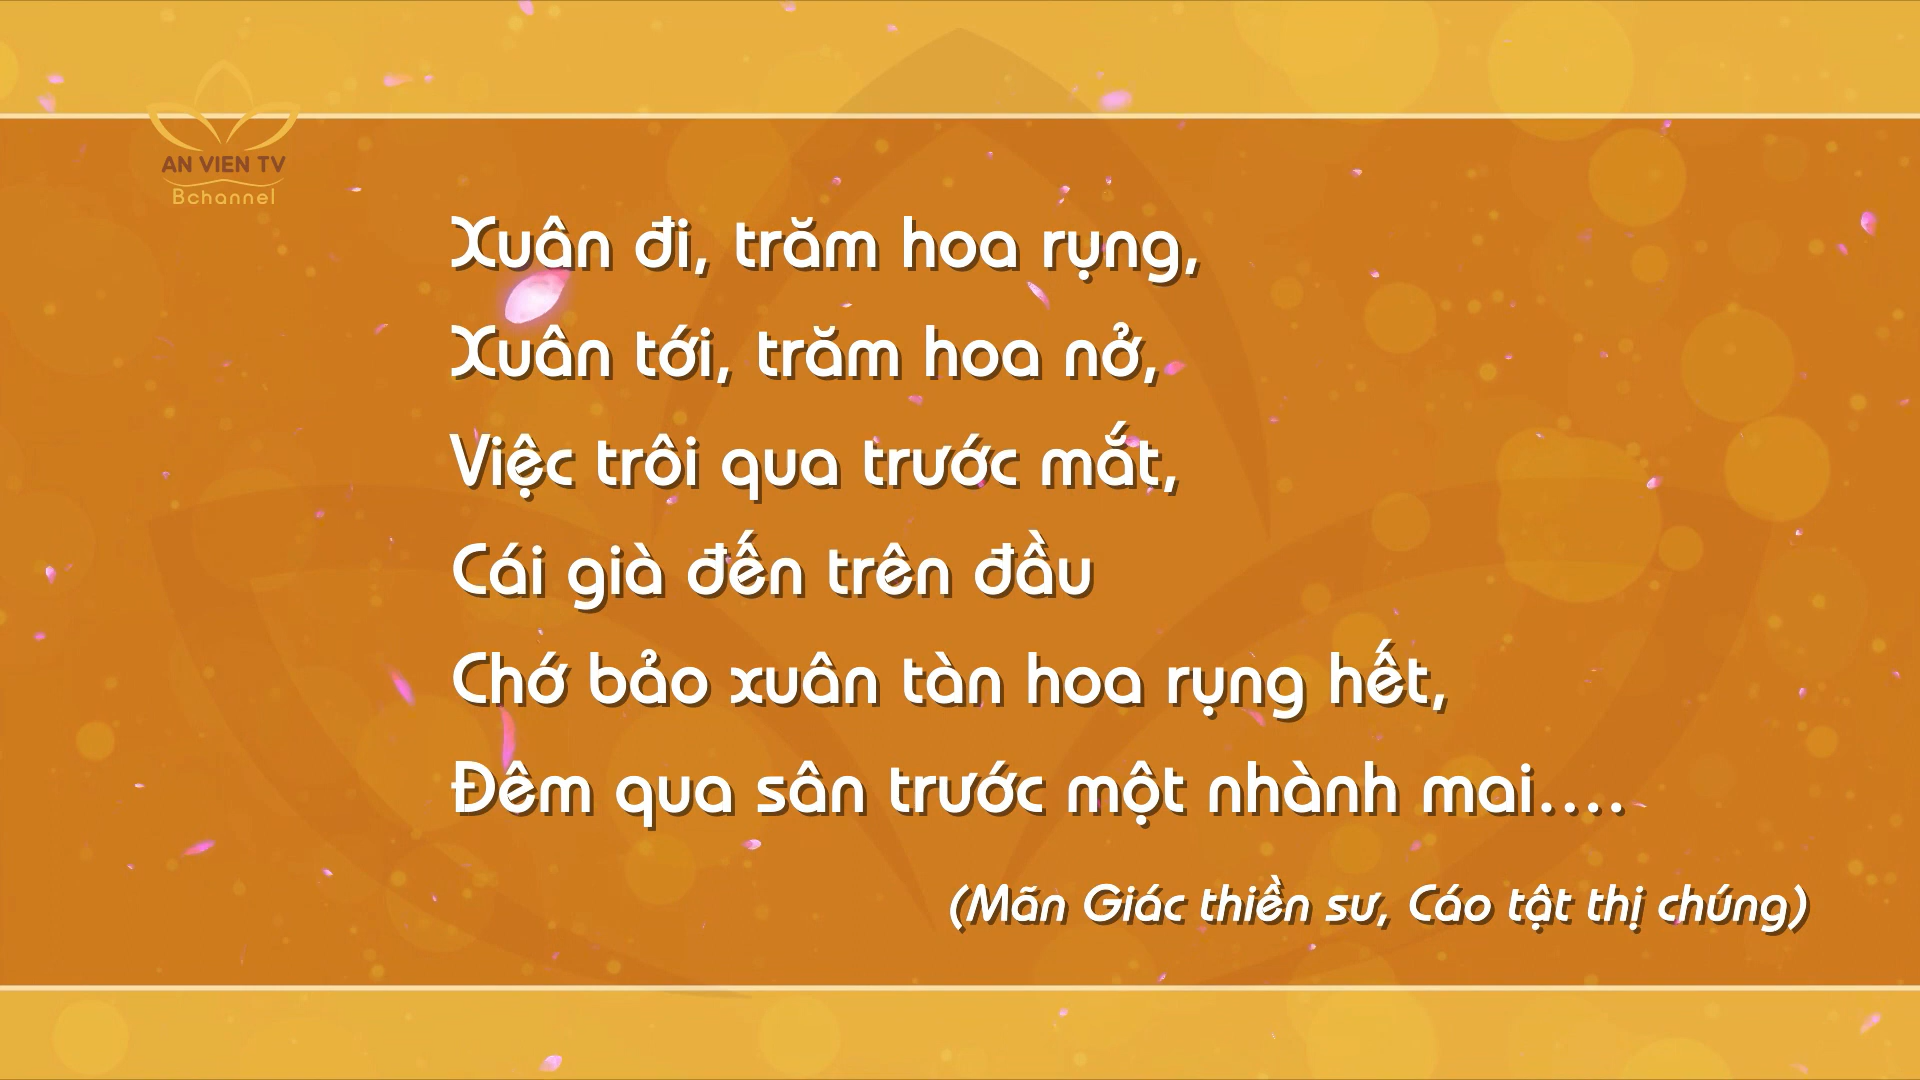 AN VIEN TV
Bchannel
Xuân đi, trăm hoa rụng,
Xuân tới, trăm hoa nở,
Việc trôi qua trước mắt,
Cái già đến trên đầu
Chớ bảo xuân tàn hoa rụng hết,
Đêm qua sân trước một nhành mai....
(Mãn Giác thiền sư, Cáo tật thị chúng)